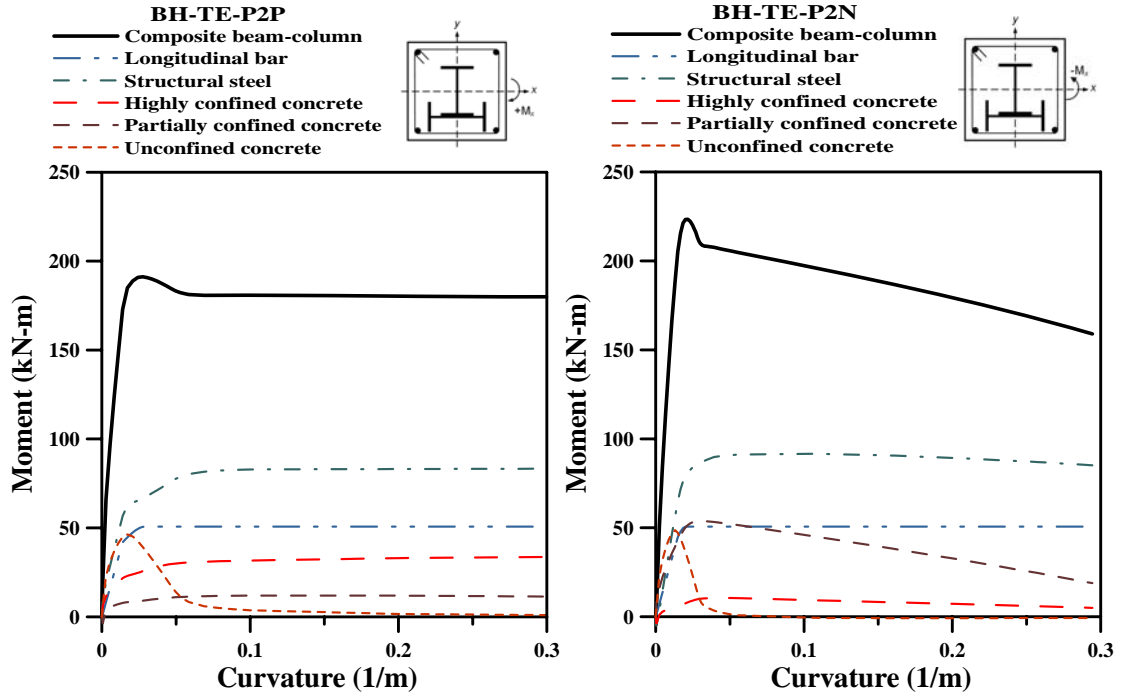 BH-TE-P2P
Composite beam-column
Longitudinal bar
Structural steel
Highly confined concrete
Partially confined concrete
Unconfined concrete
y
x
+Mx
250
200
150
100
50
0
Moment (kN-m)
0
0.1
0.2
0.3
Curvature (1/m)
BH-TE-P2N
Composite beam-column
Longitudinal bar
Structural steel
Highly confined concrete
Partially confined concrete
Unconfined concrete
y
-Mx
x
250
200
150
100
50
0
Moment (kN-m)
0
0.1
0.2
0.3
Curvature (1/m)